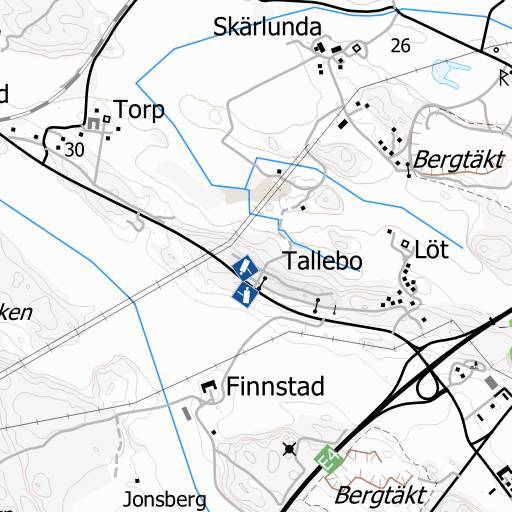 Skärlunda
26
d
Torp
R
30
Bergtäkt
Löt
Tallebo
ken
Finnstad
Jonsberg
Bergtäkt